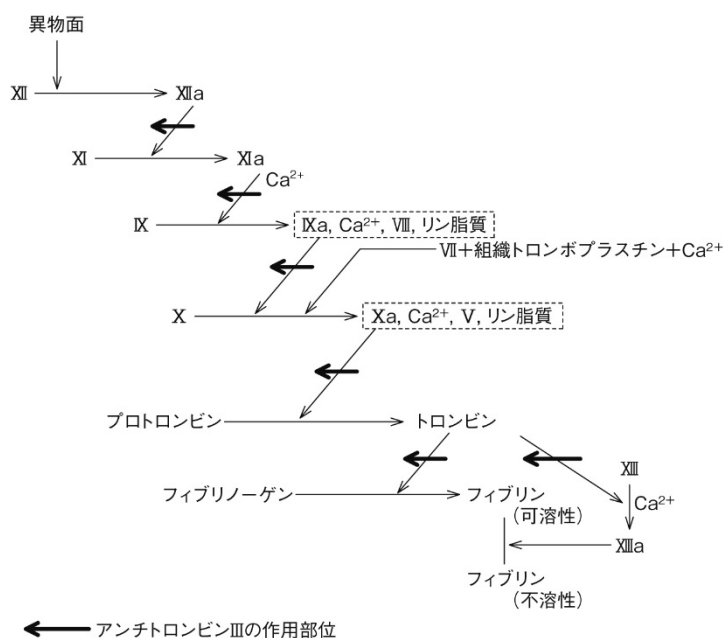 異物面
Ⅻ Ⅻa
Ⅺ Ⅺa
Ca²⁺
Ⅸ Ⅸa, Ca²⁺, Ⅷ, リン脂質
Ⅶ+組織トロンボプラスチン+Ca²⁺
Ⅹ Ⅹa, Ca²⁺, Ⅴ, リン脂質
プロトロンビン トロンビン
ⅩⅢ
フィブリノーゲン フィブリン Ca²⁺
(可溶性)
ⅩⅢa
フィブリン
(不溶性)
アンチトロンビンⅢの作用部位